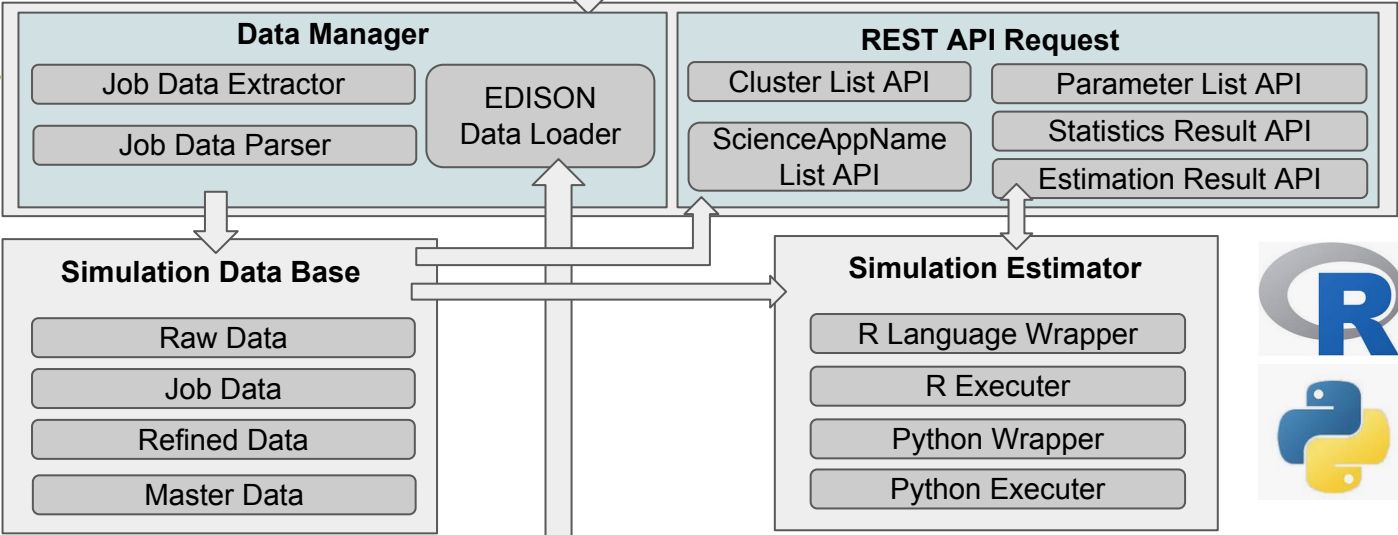 Data Manager
Job Data Extractor
Job Data Parser
EDISON
Data Loader
REST API Request
Cluster List API
ScienceAppName
List API
Parameter List API
Statistics Result API
Estimation Result API
Simulation Data Base
Raw Data
Job Data
Refined Data
Master Data
Simulation Estimator
R Language Wrapper
R Executer
Python Wrapper
Python Executer
R